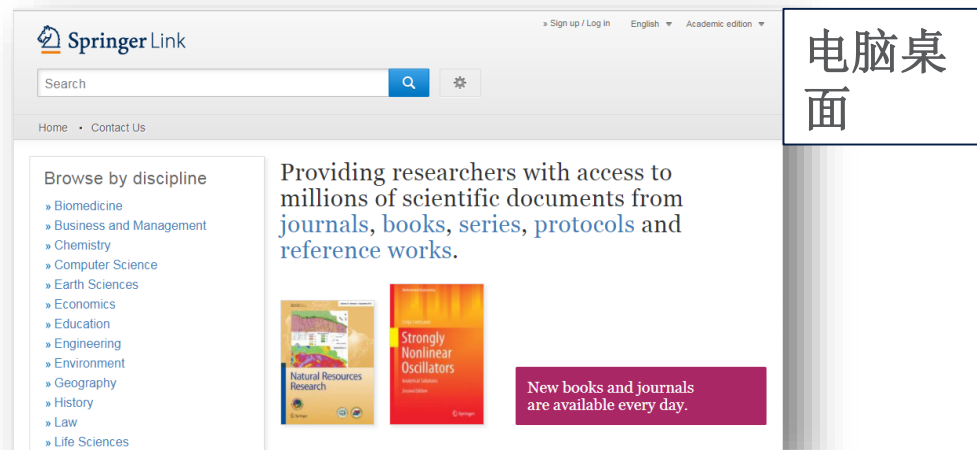 » Sign up / Log in English Academic edition
Springer Link
电脑桌
面
Search
Home • Contact Us
Browse by discipline
» Biomedicine
» Business and Management
» Chemistry
» Computer Science
» Earth Sciences
» Economics
» Education
» Engineering
» Environment
» Geography
» History
» Law
» Life Sciences
Providing researchers with access to
millions of scientific documents from
journals, books, series, protocols and
reference works.
Natural Resources
Research
Strongly
Nonlinear
Oscillators
Analytical Solutions
Second Edition
Springer
New books and journals
are available every day.